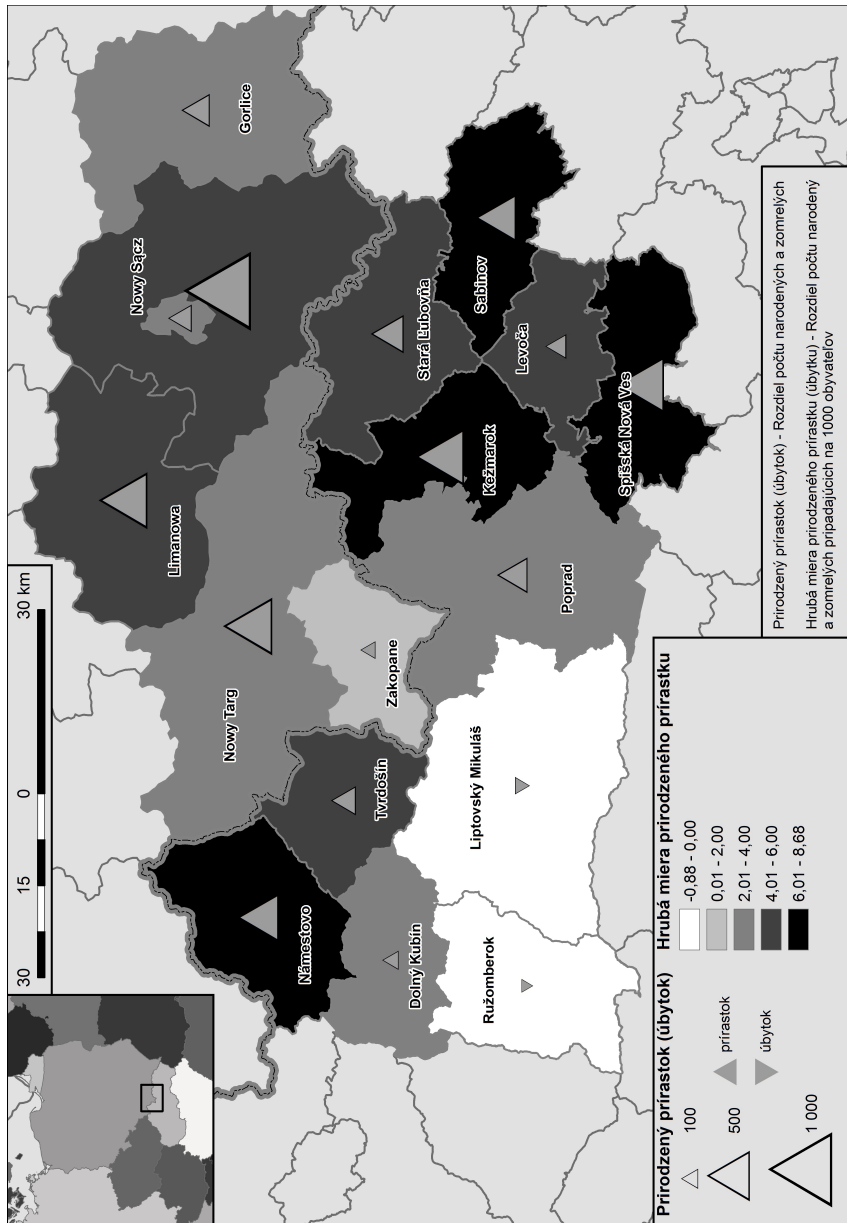 30
15
0
30 km
Gorlice
Nowy Sącz
Limanowa
Nowy Targ
Zakopane
Stará Ľubovňa
Sabinov
Levoča
Kežmarok
Spišská Nová Ves
Poprad
Tvrdošín
Námestovo
Dolný Kubín
Liptovský Mikuláš
Ružomberok
Prirodzený prírastok (úbytok)
100
500
1 000
prírastok
úbytok
Hrubá miera prirodzeného prírastku
-0,88 - 0,00
0,01 - 2,00
2,01 - 4,00
4,01 - 6,00
6,01 - 8,68
Prirodzený prírastok (úbytok) - Rozdiel počtu narodených a zomrelých
Hrubá miera prirodzeného prírastku (úbytku) - Rozdiel počtu narodený
a zomrelých pripadajúcich na 1000 obyvateľov